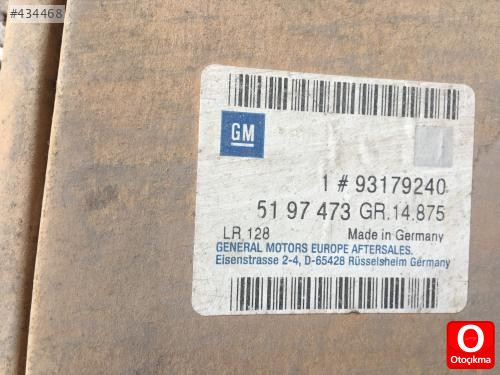 #434468
GM
1 # 93179240
51 97 473 GR.14.875
LR 128 Made in Germany
GENERAL MOTORS EUROPE AFTERSALES.
Eisenstrasse 2-4, D-65428 Rüsselsheim Germany
O
Otoçıkma